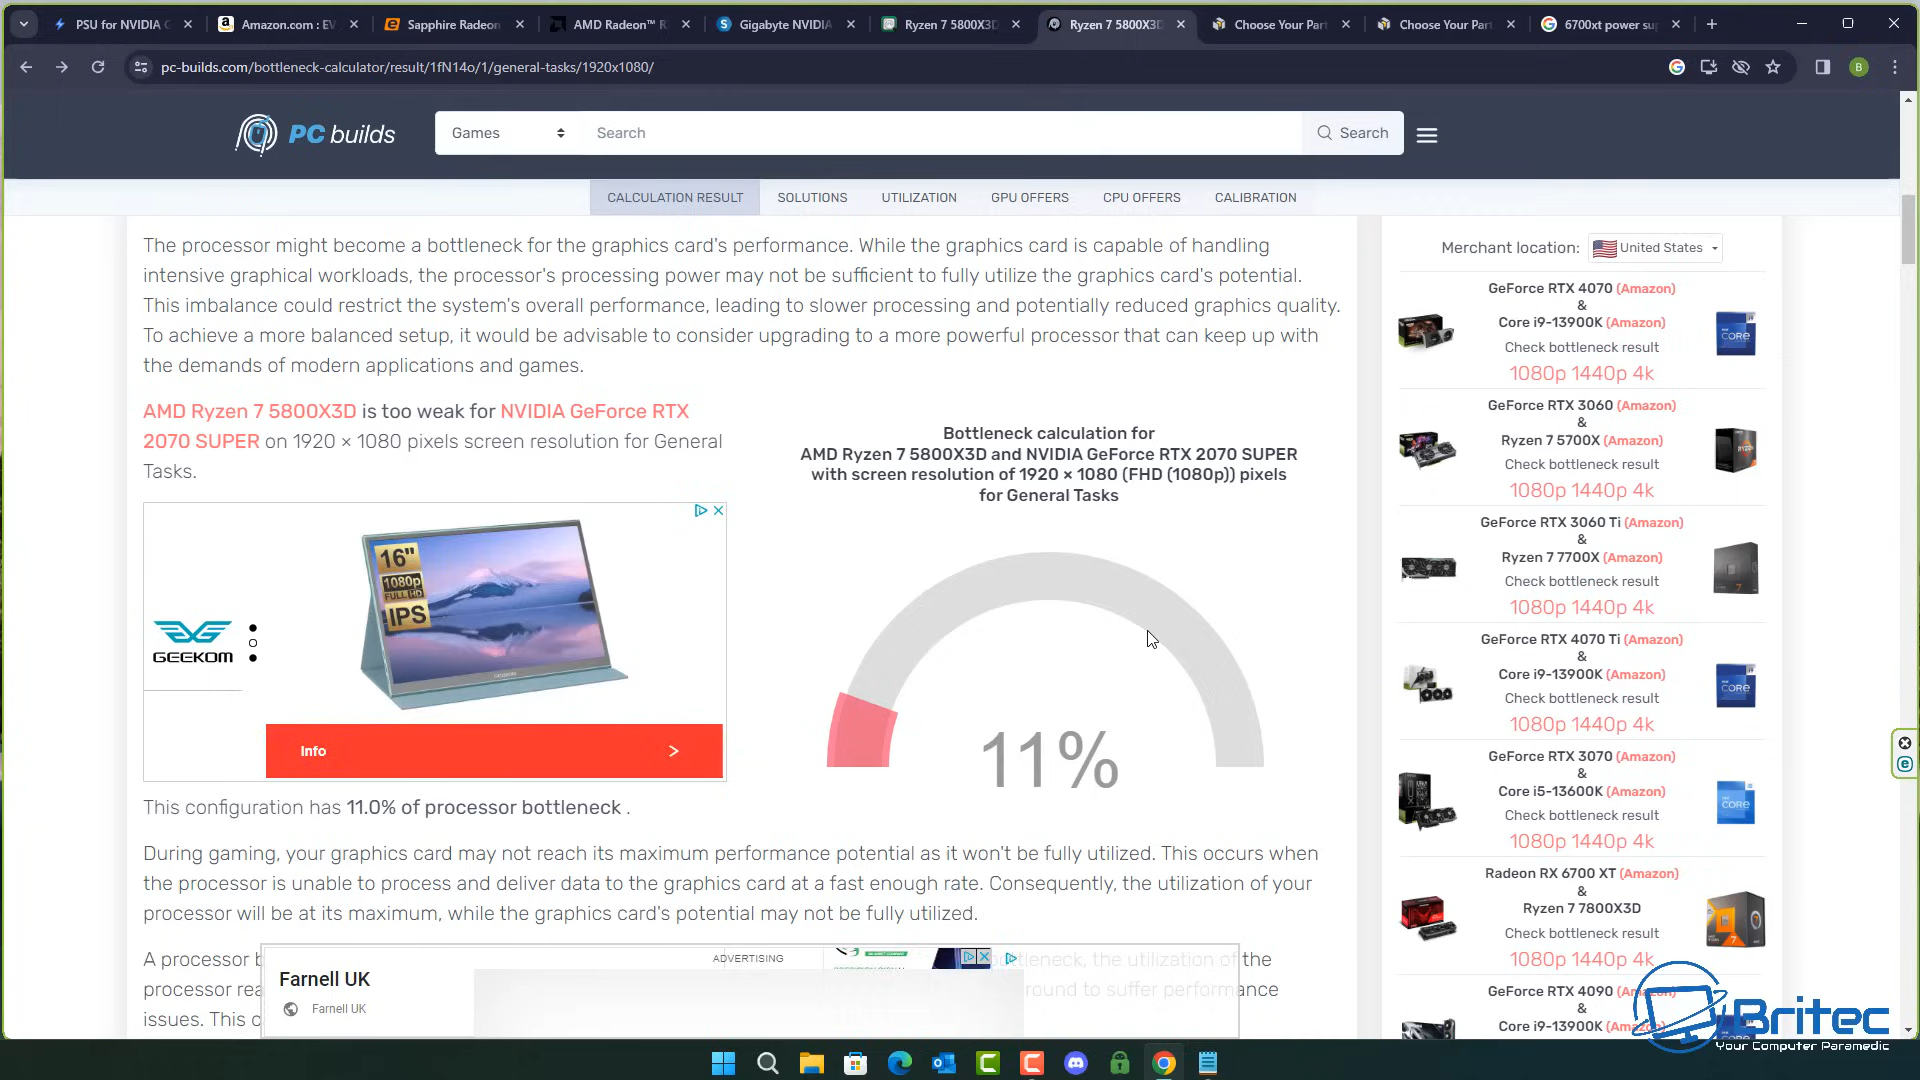 PSU for NVIDIA G
Amazon.com : EV
Sapphire Radeon
AMD Radeon™ R
Gigabyte NVIDIA
Ryzen 7 5800X3D
Ryzen 7 5800X3D
Choose Your Part
Choose Your Part
6700xt power su
pc-builds.com/bottleneck-calculator/result/1fN14o/1/general-tasks/1920x1080/
B
PC builds
Games
Search
Search
CALCULATION RESULT
SOLUTIONS
UTILIZATION
GPU OFFERS
CPU OFFERS
CALIBRATION
The processor might become a bottleneck for the graphics card's performance. While the graphics card is capable of handling
intensive graphical workloads, the processor's processing power may not be sufficient to fully utilize the graphics card's potential.
This imbalance could restrict the system's overall performance, leading to slower processing and potentially reduced graphics quality.
To achieve a more balanced setup, it would be advisable to consider upgrading to a more powerful processor that can keep up with
the demands of modern applications and games.
AMD Ryzen 7 5800X3D is too weak for NVIDIA GeForce RTX
2070 SUPER on 1920 × 1080 pixels screen resolution for General
Tasks.
16"
1080p
FULL HD
IPS
GEEKOM
Info
This configuration has 11.0% of processor bottleneck .
Bottleneck calculation for
AMD Ryzen 7 5800X3D and NVIDIA GeForce RTX 2070 SUPER
with screen resolution of 1920 × 1080 (FHD (1080p)) pixels
for General Tasks
11%
During gaming, your graphics card may not reach its maximum performance potential as it won't be fully utilized. This occurs when
the processor is unable to process and deliver data to the graphics card at a fast enough rate. Consequently, the utilization of your
processor will be at its maximum, while the graphics card's potential may not be fully utilized.
A processor b
tleneck, the utilization of the
processor rea
round to suffer performance
issues. This c
ADVERTISING
Farnell UK
Farnell UK
Merchant location: United States
GeForce RTX 4070 (Amazon)
&
Core i9-13900K (Amazon)
Check bottleneck result
1080p 1440p 4k
GeForce RTX 3060 (Amazon)
&
Ryzen 7 5700X (Amazon)
Check bottleneck result
1080p 1440p 4k
GeForce RTX 3060 Ti (Amazon)
&
Ryzen 7 7700X (Amazon)
Check bottleneck result
1080p 1440p 4k
GeForce RTX 4070 Ti (Amazon)
&
Core i9-13900K (Amazon)
Check bottleneck result
1080p 1440p 4k
GeForce RTX 3070 (Amazon)
&
Core i5-13600K (Amazon)
Check bottleneck result
1080p 1440p 4k
Radeon RX 6700 XT (Amazon)
&
Ryzen 7 7800X3D
Check bottleneck result
1080p 1440p 4k
GeForce RTX 4090
&
Core i9-13900K
Britec
Your Computer Paramedic